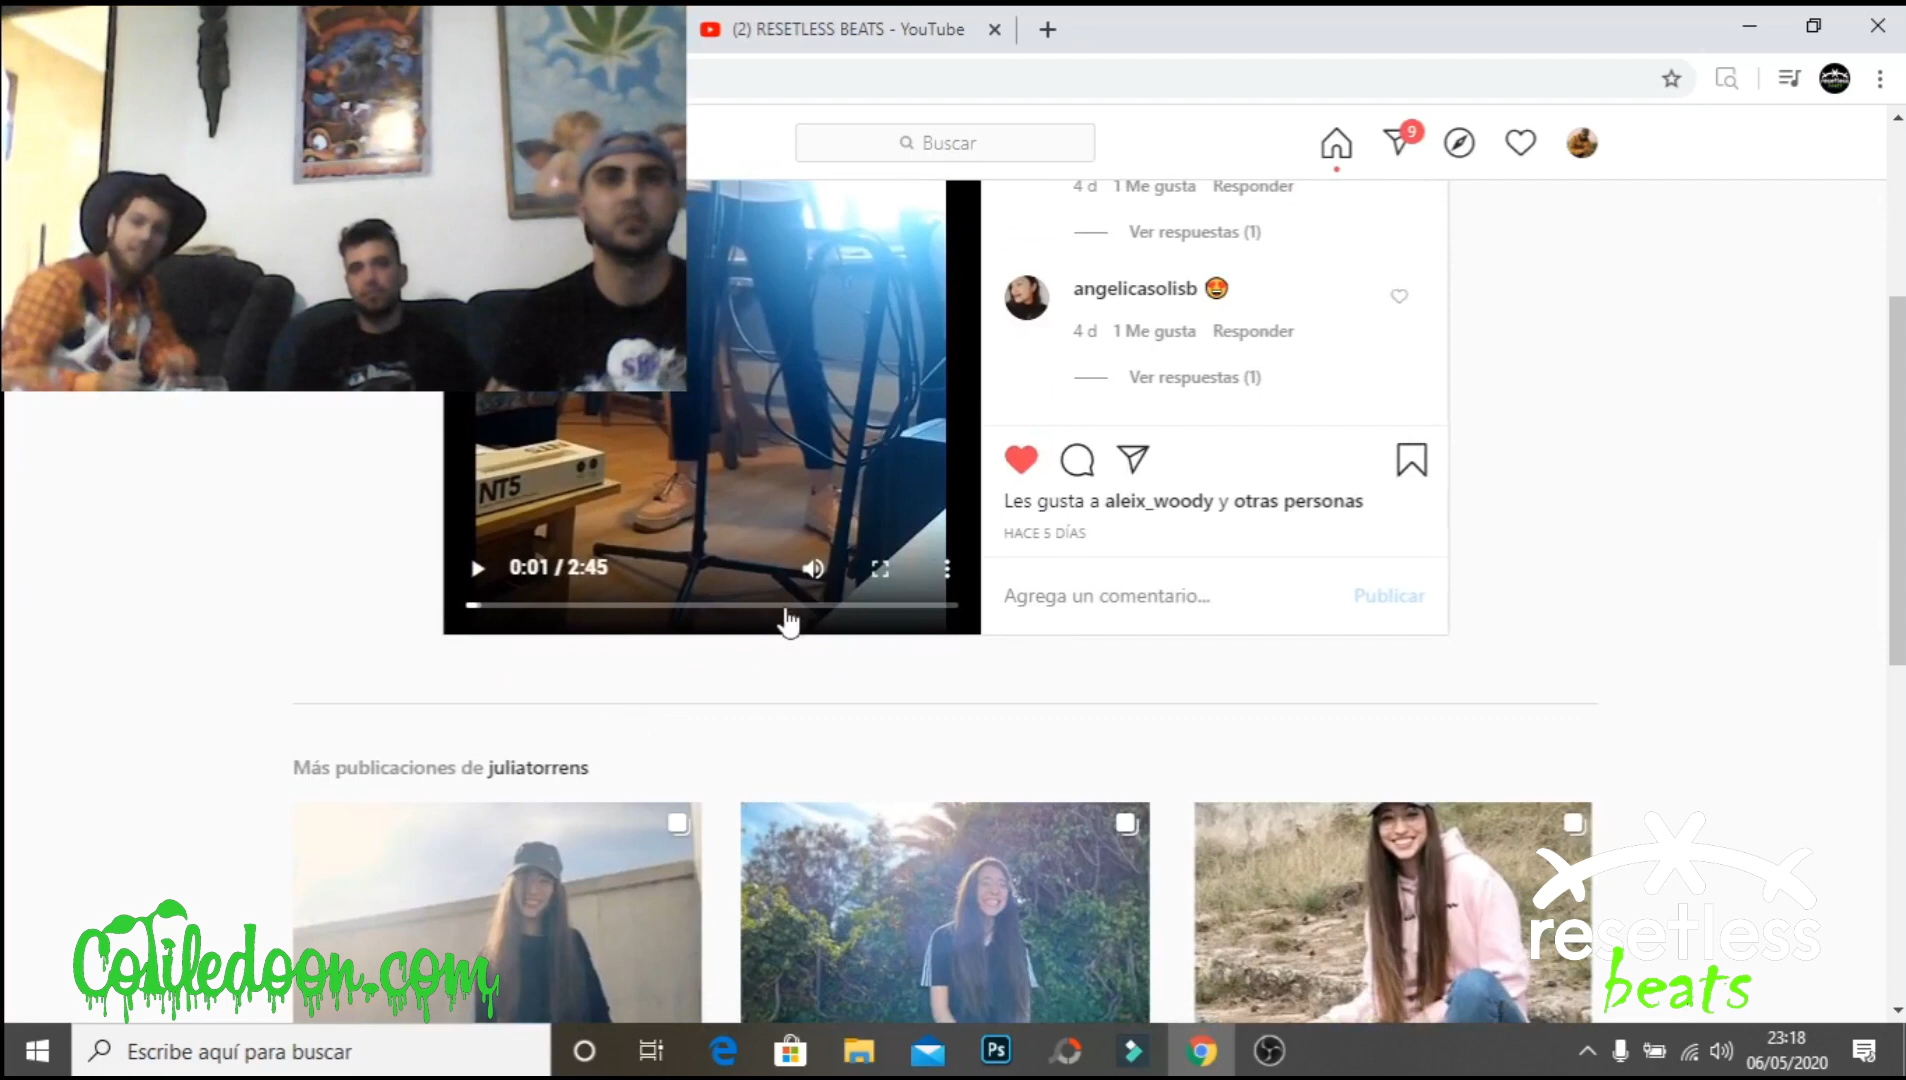 (2) RESETLESS BEATS - YouTube
Buscar
9
4 d 1 Me gusta Responder
Ver respuestas (1)
angelicasolisb
4 d 1 Me gusta Responder
Ver respuestas (1)
NT5
0:01 / 2:45
Les gusta a aleix_woody y otras personas
HACE 5 DÍAS
Agrega un comentario... Publicar
Más publicaciones de juliatorrens
Cotiledoon.com
resetless
beats
Escribe aquí para buscar
Ps
23:18
06/05/2020